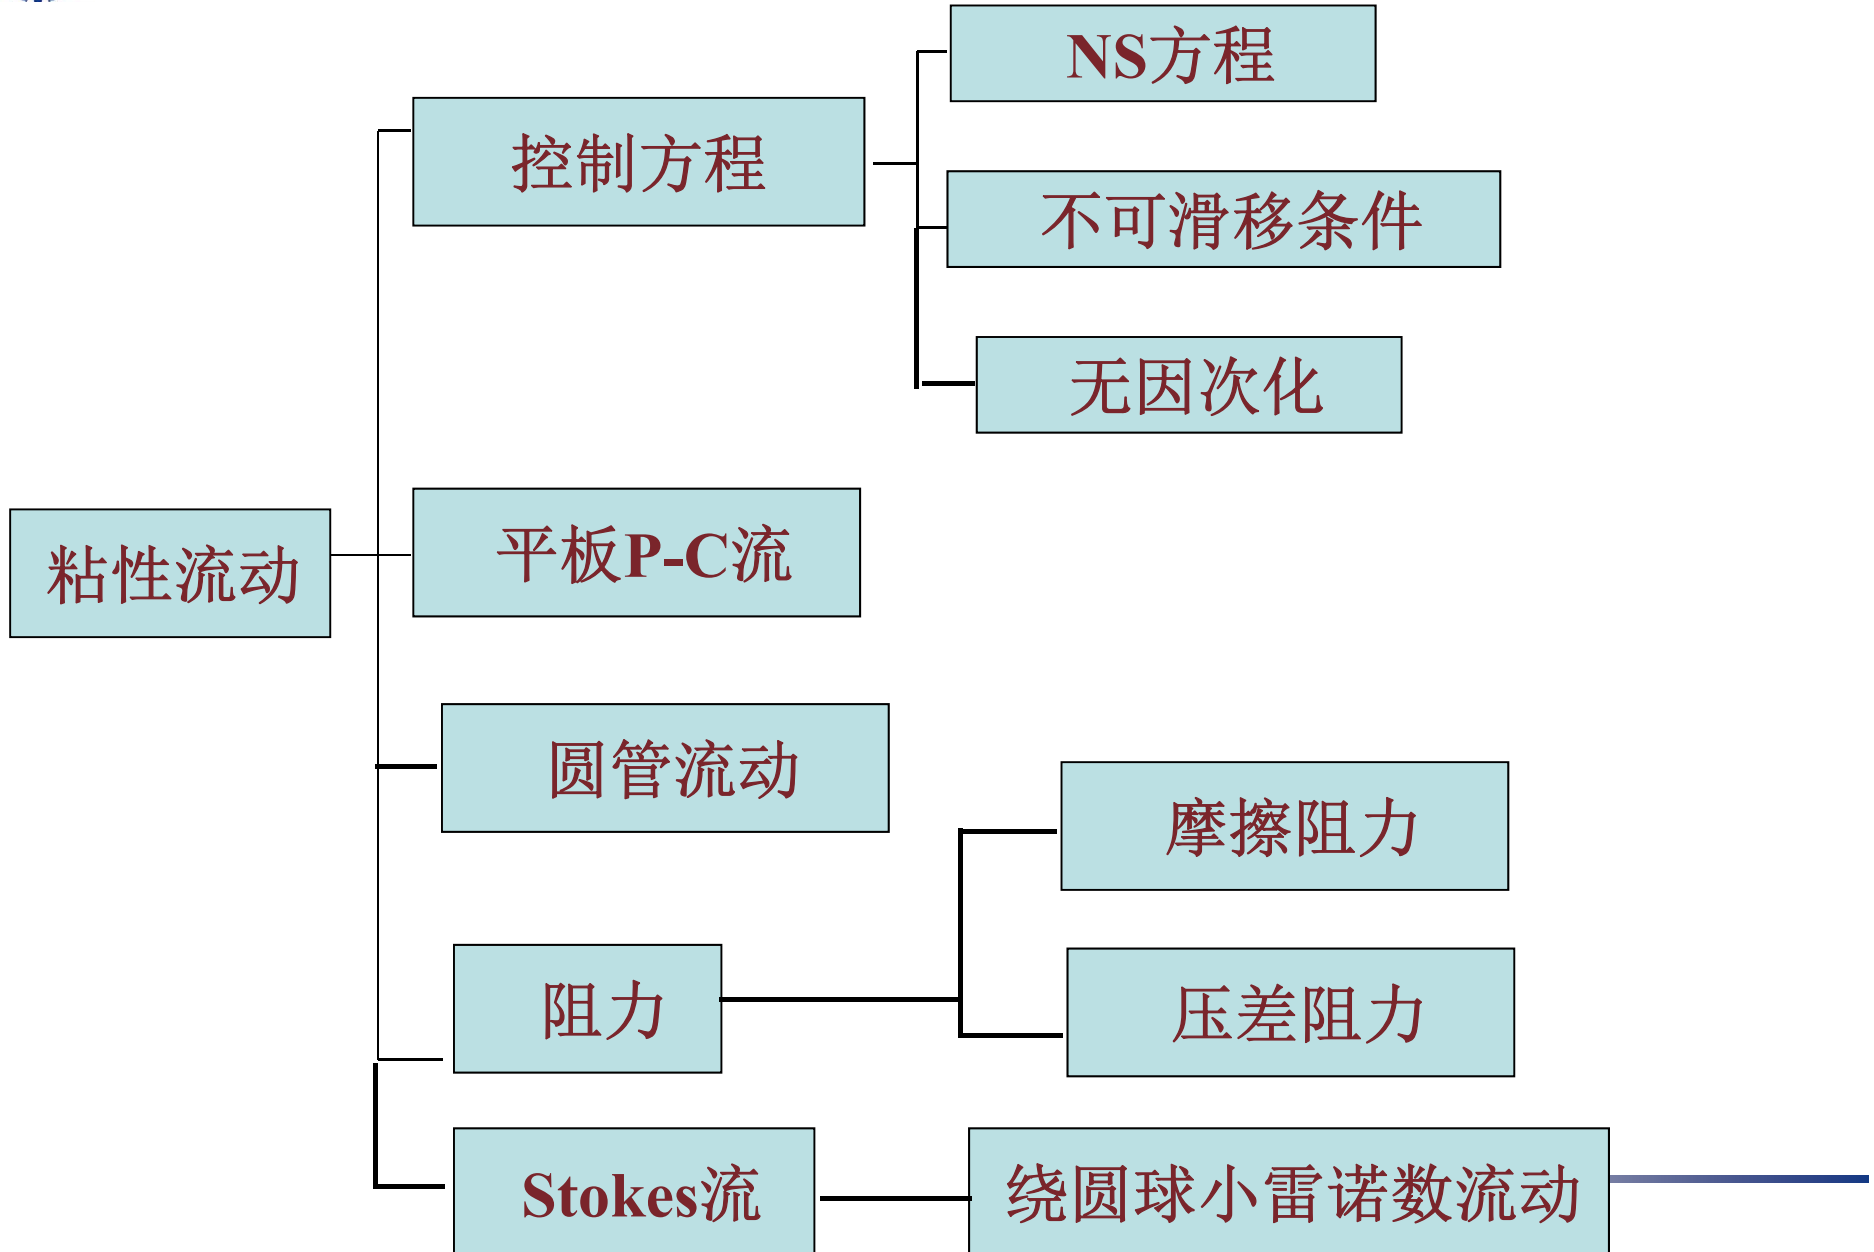 NS方程
控制方程
不可滑移条件
无因次化
平板P-C流
粘性流动
圆管流动
摩擦阻力
阻力
压差阻力
Stokes流
绕圆球小雷诺数流动